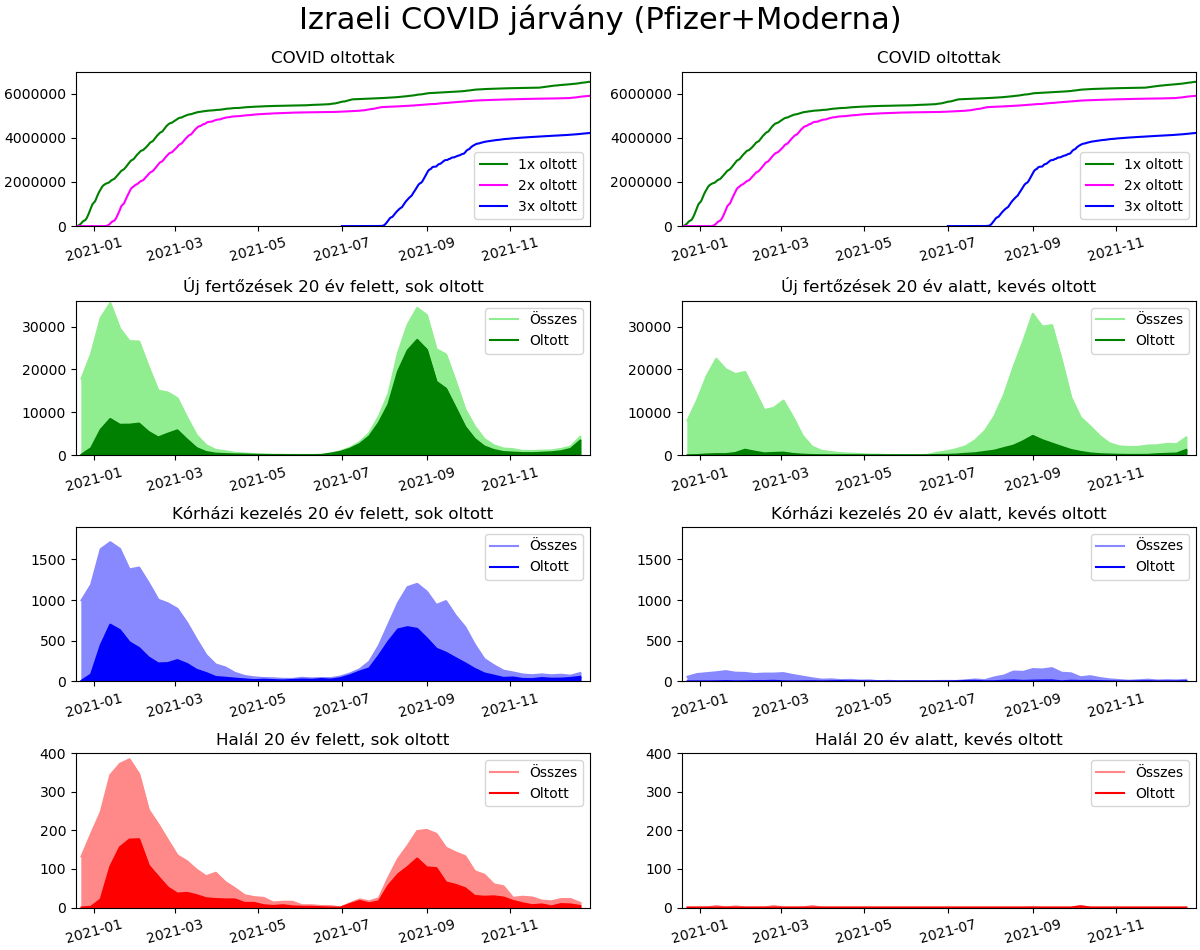 Izraeli COVID járvány (Pfizer+Moderna)
COVID oltottak
6000000
4000000
2000000
0
1x oltott
2x oltott
3x oltott
2021-01 2021-03 2021-05 2021-07 2021-09 2021-11
COVID oltottak
6000000
4000000
2000000
0
1x oltott
2x oltott
3x oltott
2021-01 2021-03 2021-05 2021-07 2021-09 2021-11
Új fertőzések 20 év felett, sok oltott
30000
20000
10000
0
Összes
Oltott
2021-01 2021-03 2021-05 2021-07 2021-09 2021-11
Új fertőzések 20 év alatt, kevés oltott
30000
20000
10000
0
Összes
Oltott
2021-01 2021-03 2021-05 2021-07 2021-09 2021-11
Kórházi kezelés 20 év felett, sok oltott
1500
1000
500
0
Összes
Oltott
2021-01 2021-03 2021-05 2021-07 2021-09 2021-11
Kórházi kezelés 20 év alatt, kevés oltott
1500
1000
500
0
Összes
Oltott
2021-01 2021-03 2021-05 2021-07 2021-09 2021-11
Halál 20 év felett, sok oltott
400
300
200
100
0
Összes
Oltott
2021-01 2021-03 2021-05 2021-07 2021-09 2021-11
Halál 20 év alatt, kevés oltott
400
300
200
100
0
Összes
Oltott
2021-01 2021-03 2021-05 2021-07 2021-09 2021-11